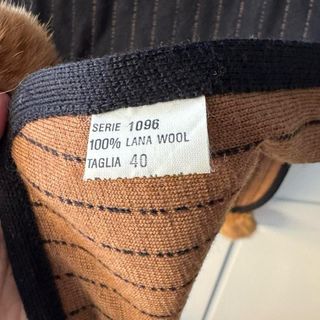 SERIE 1096
100% LANA WOOL
TAGLIA 40